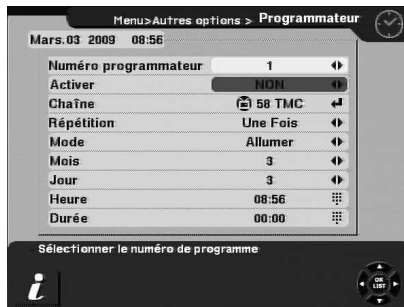 Menu>Autres options > Programmateur
Mars.03 2009 08:56
Numéro programmateur 1
Activer NON
Chaîne 58 TMC
Répétition Une Fois
Mode Allumer
Mois 3
Jour 3
Heure 08:56
Durée 00:00
Sélectionner le numéro de programme
i
OK
LIST